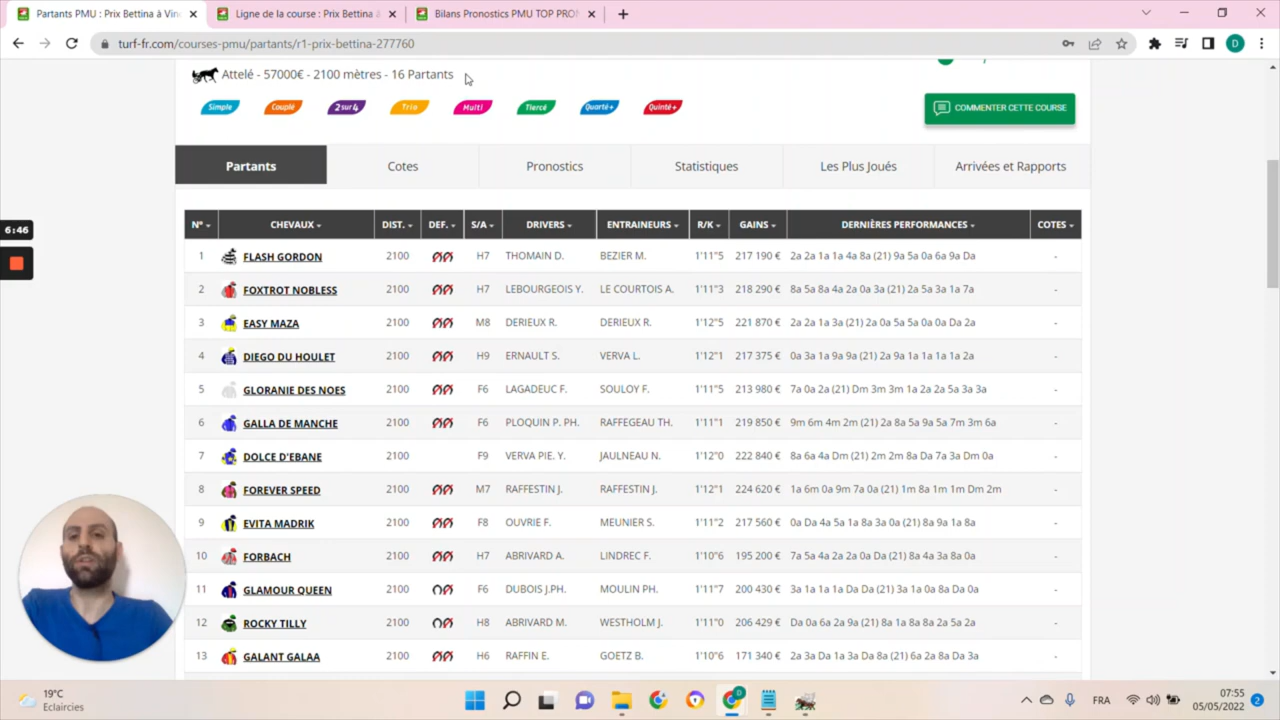 Partants PMU : Prix Bettina à Vin
Ligne de la course : Prix Bettina à
Bilans Pronostics PMU TOP PRO
turf-fr.com/courses-pmu/partants/r1-prix-bettina-277760
D
Attelé - 57000€ - 2100 mètres - 16 Partants
Simple Couplé 2 sur 4 Trio Multi Tiercé Quarté+ Quinté+
COMMENTER CETTE COURSE
Partants Cotes Pronostics Statistiques Les Plus Joués Arrivées et Rapports
N° CHEVAUX DIST. DEF. S/A DRIVERS ENTRAINEURS R/K GAINS DERNIÈRES PERFORMANCES COTES
1 FLASH GORDON 2100 H7 THOMAIN D. BEZIER M. 1'11"5 217 190 € 2a 2a 1a 1a 4a 8a (21) 9a 5a 0a 6a 9a Da -
2 FOXTROT NOBLESS 2100 H7 LEBOURGEOIS Y. LE COURTOIS A. 1'11"3 218 290 € 8a 5a 8a 4a 2a 0a 3a (21) 2a 5a 3a 1a 7a -
3 EASY MAZA 2100 M8 DERIEUX R. DERIEUX R. 1'12"5 221 870 € 2a 2a 1a 3a (21) 2a 0a 5a 5a 0a 0a Da 2a -
4 DIEGO DU HOULET 2100 H9 ERNAULT S. VERVA L. 1'12"1 217 375 € 0a 3a 1a 9a 9a (21) 2a 9a 1a 1a 1a 1a 2a -
5 GLORANIE DES NOES 2100 F6 LAGADEUC F. SOULOY F. 1'11"5 213 980 € 7a 0a 2a (21) Dm 3m 3m 1a 2a 2a 5a 3a 3a -
6 GALLA DE MANCHE 2100 F6 PLOQUIN P. PH. RAFFEGEAU TH. 1'11"1 219 850 € 9m 6m 4m 2m (21) 2a 8a 5a 9a 5a 7m 3m 6a -
7 DOLCE D'EBANE 2100 F9 VERVA PIE. Y. JAULNEAU N. 1'12"0 222 840 € 8a 6a 4a Dm (21) 2m 2m 8a Da 7a 3a Dm 0a -
8 FOREVER SPEED 2100 M7 RAFFESTIN J. RAFFESTIN J. 1'12"1 224 620 € 1a 6m 0a 9m 7a 0a (21) 1m 8a 1m 1m Dm 2m -
9 EVITA MADRIK 2100 F8 OUVRIE F. MEUNIER S. 1'11"2 217 560 € 0a Da 4a 5a 1a 8a 3a 0a (21) 8a 9a 1a 8a -
10 FORBACH 2100 H7 ABRIVARD A. LINDREC F. 1'10"6 195 200 € 7a 5a 4a 2a 2a 0a Da (21) 8a 4a 3a 8a 0a -
11 GLAMOUR QUEEN 2100 F6 DUBOIS J.PH. MOULIN PH. 1'11"7 200 430 € 3a 1a 1a 1a Da Da (21) 3a 1a 0a 8a Da 0a -
12 ROCKY TILLY 2100 H8 ABRIVARD M. WESTHOLM J. 1'11"0 206 429 € Da 0a 6a 2a 9a (21) 8a 1a 8a 8a 2a 5a 2a -
13 GALANT GALAA 2100 H6 RAFFIN E. GOETZ B. 1'10"6 171 340 € 2a 3a Da 1a 3a Da 8a (21) 6a 2a 8a Da 3a -
6:46
19°C
Eclaircies
FRA
07:55
05/05/2022
2